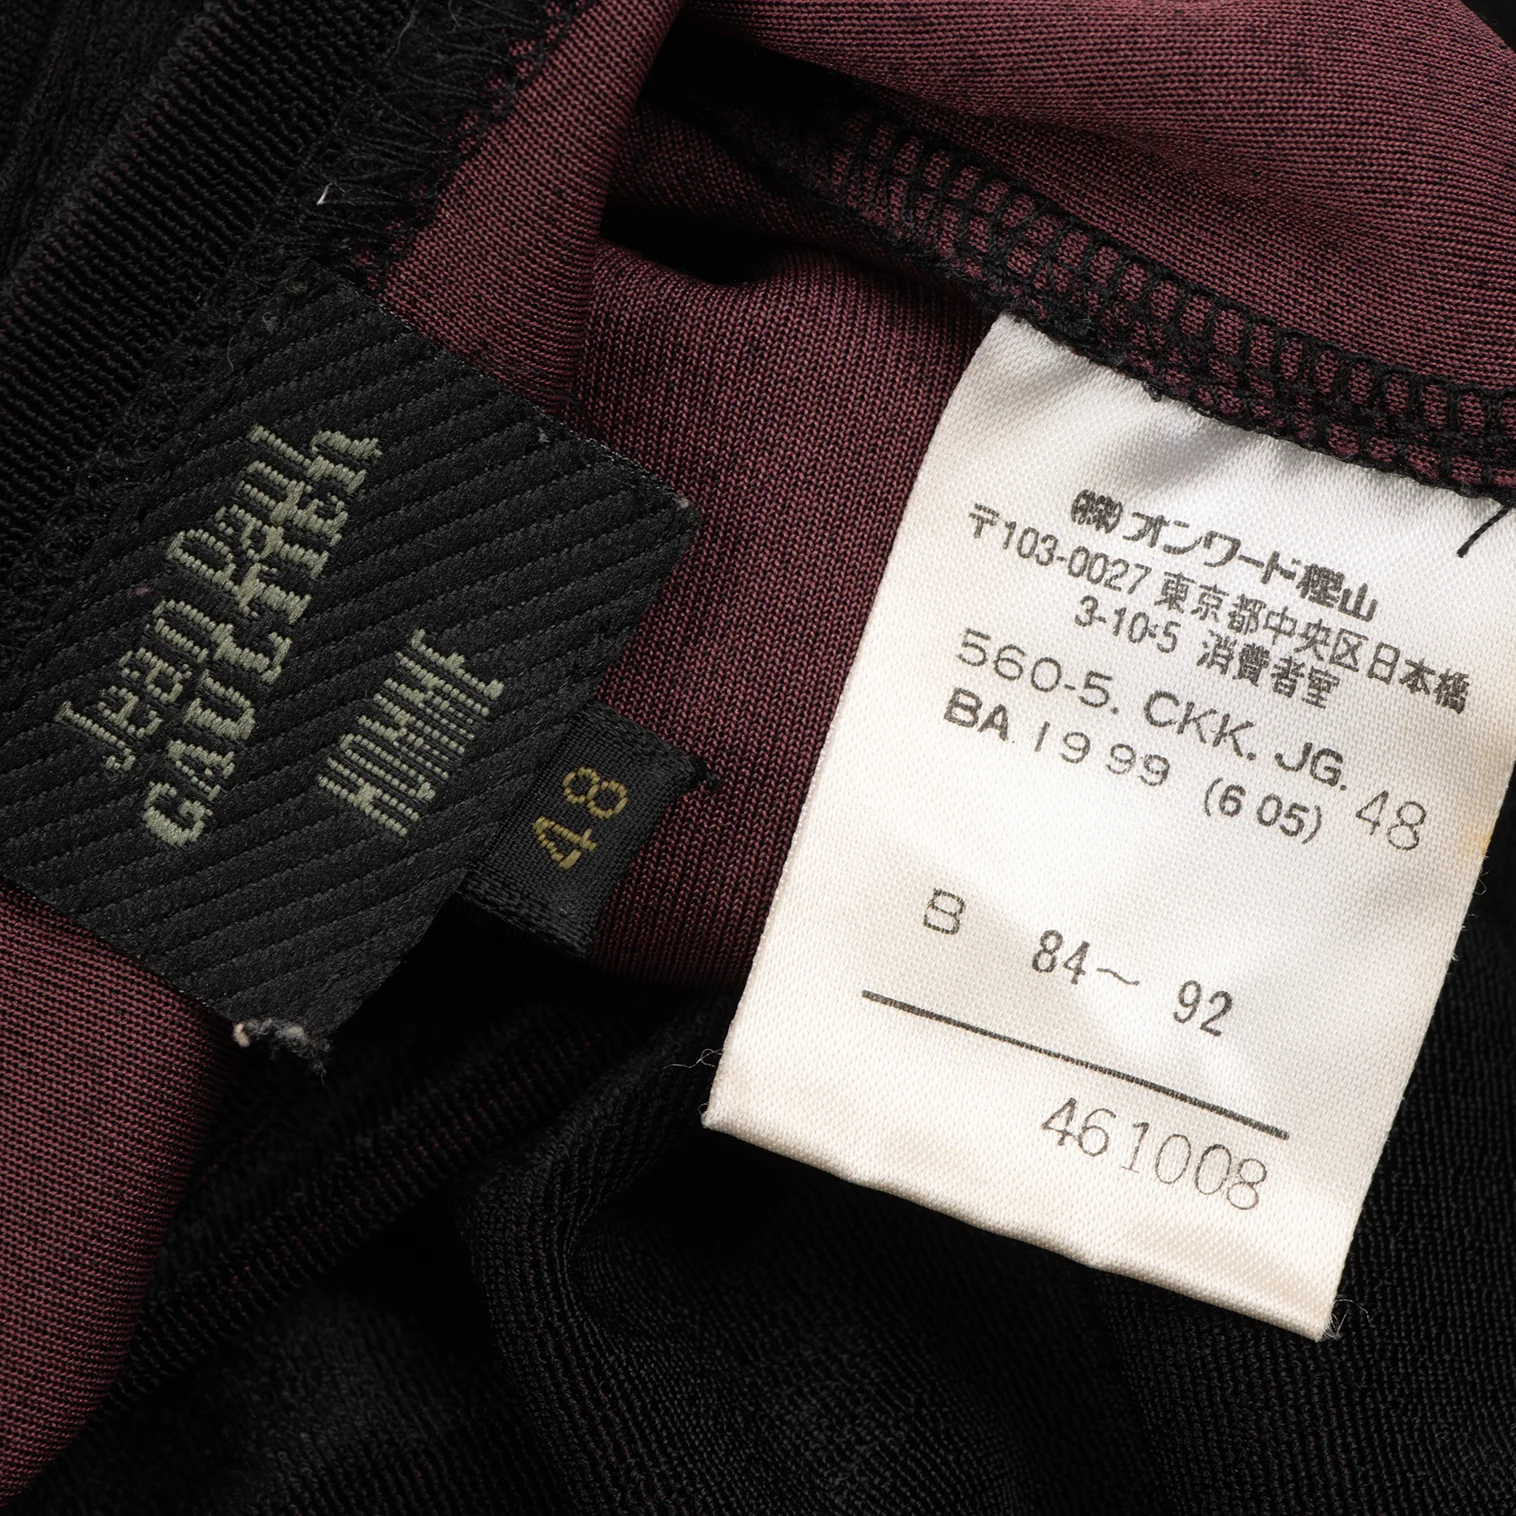 Jean Paul
GAULTIER
HOMME
48
㈱オンワード樫山
〒103-0027 東京都中央区日本橋
3-10-5 消費者室
560-5. CKK. JG. 48
BA 1999 (605)
B 84～92
461008